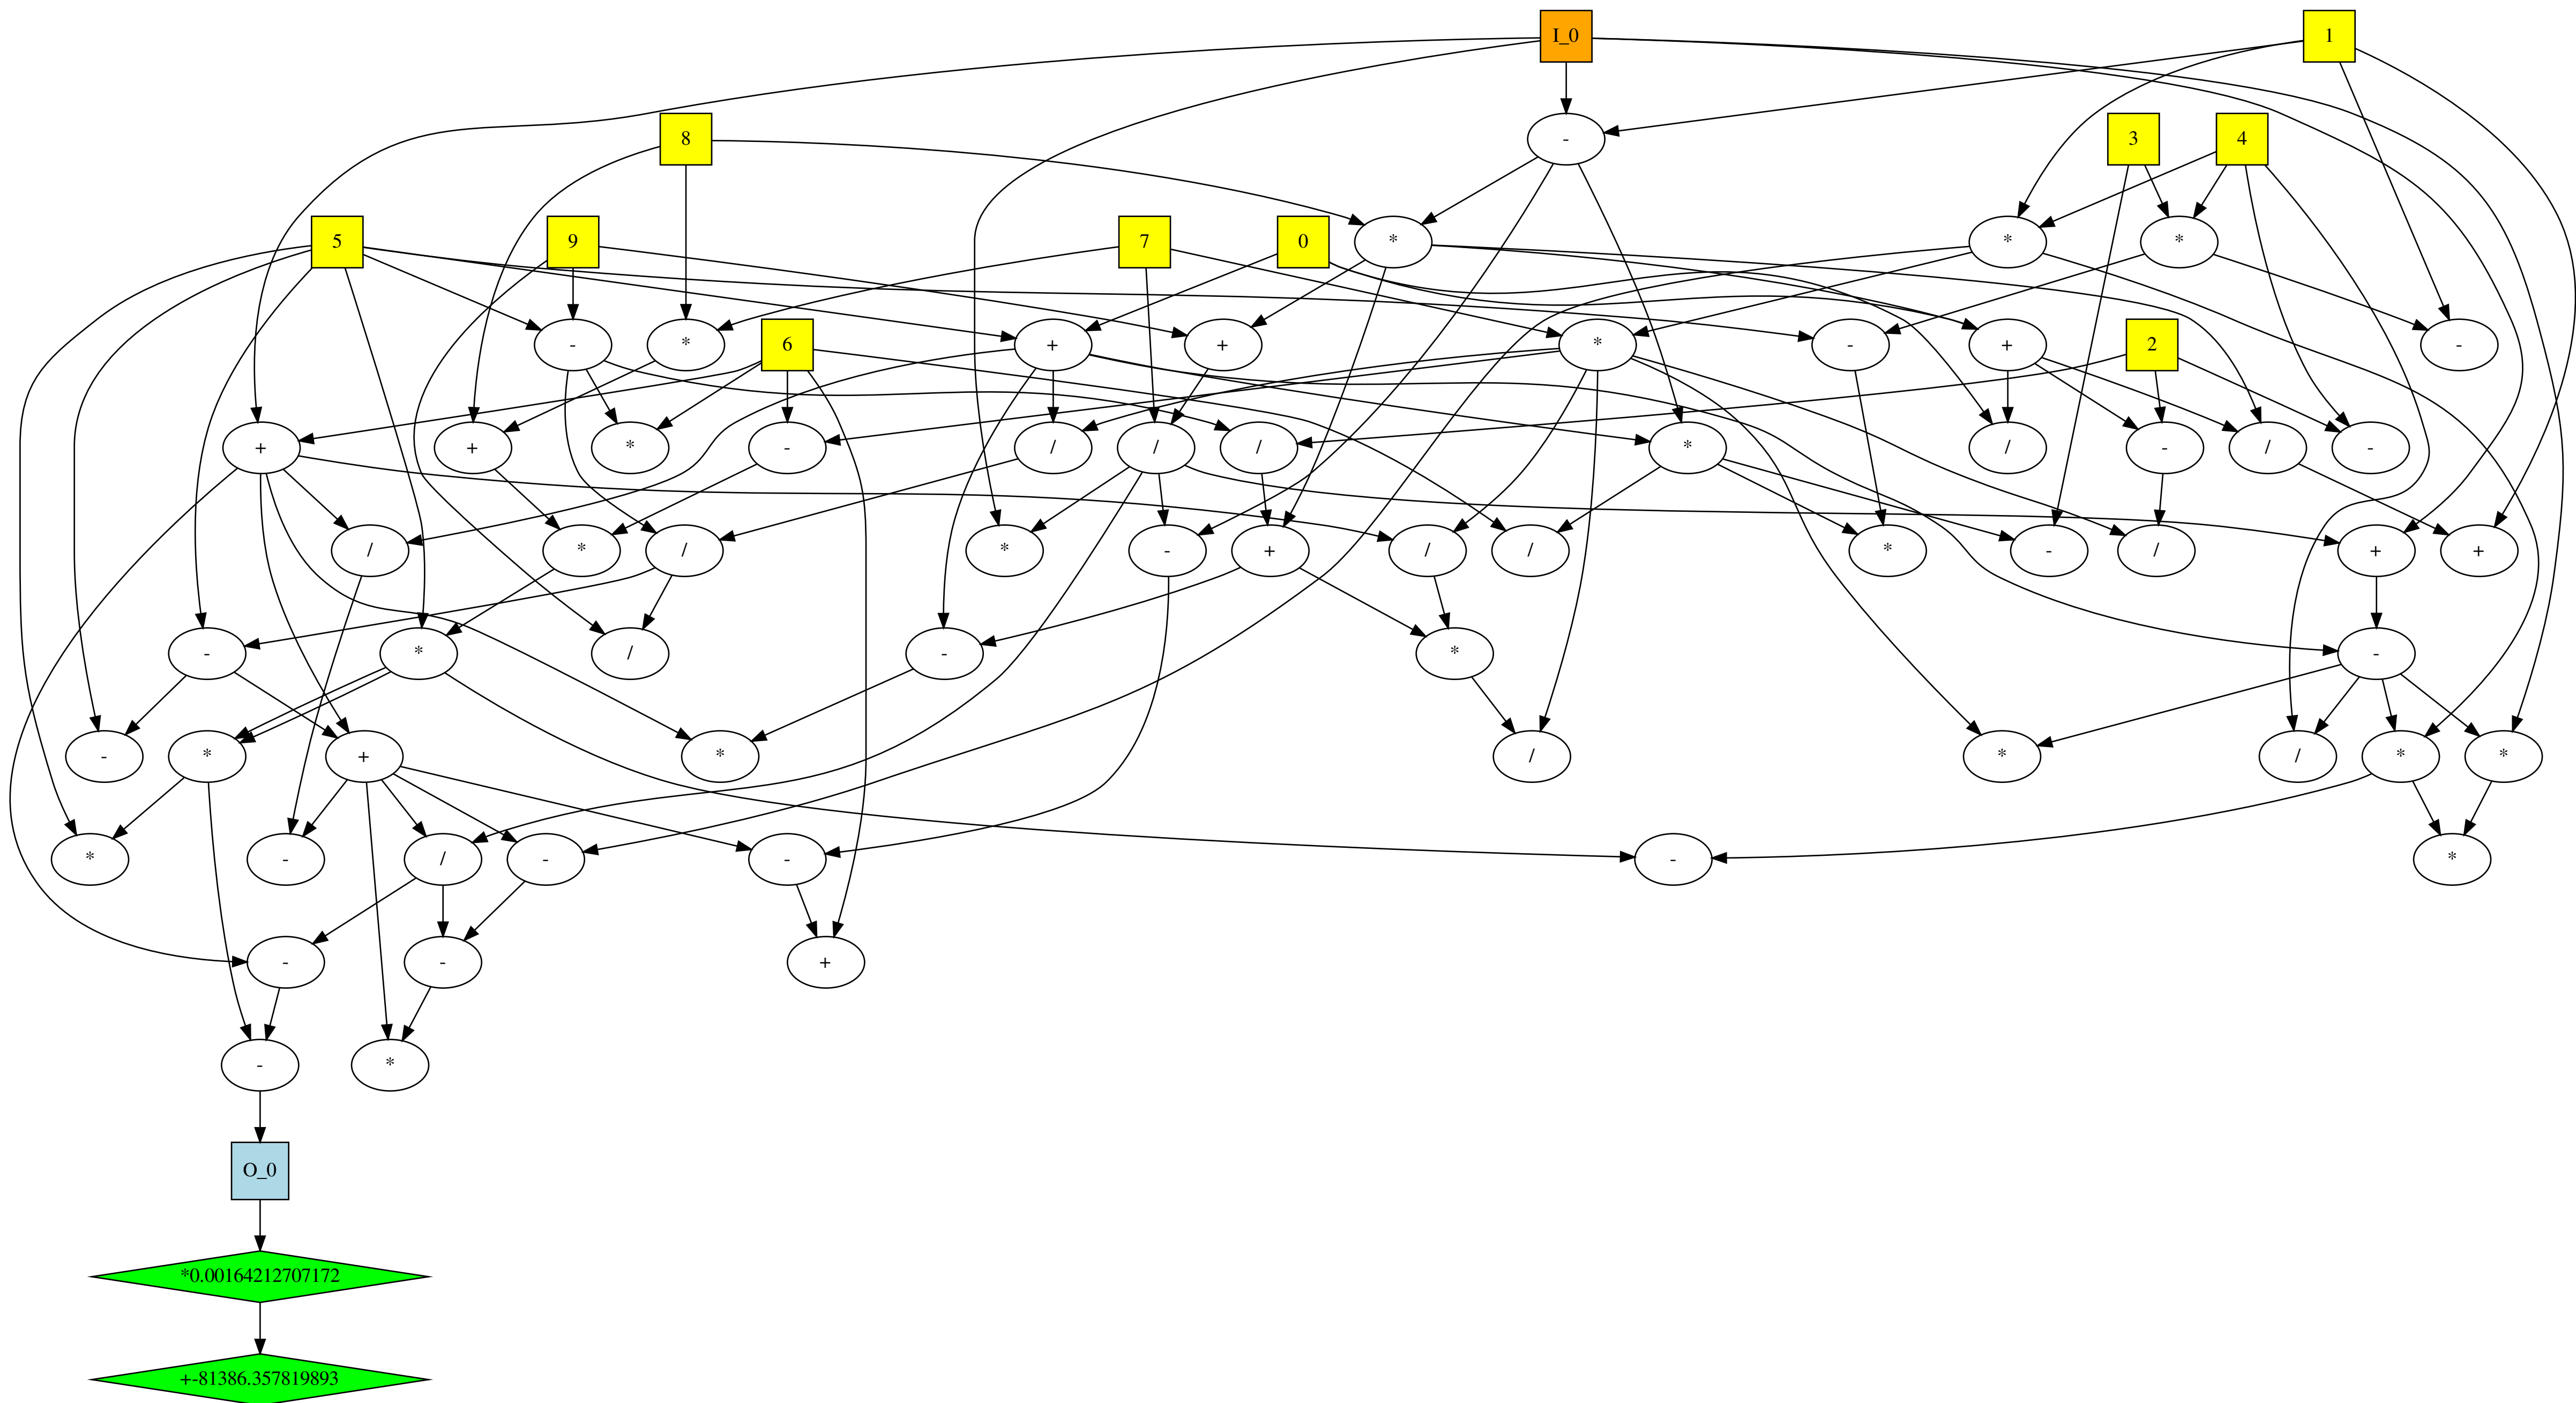 I_0 1
- 8 3 4
5 9 7 0 * * *
- * 6 + + * - + 2 -
+ + * - / / / * / - / -
/ * / * - + / / * - / + +
- * / - * -
- * + * / * / * *
* - / - - - *
- - +
- *
O_0
*0.00164212707172
+-81386.357819893